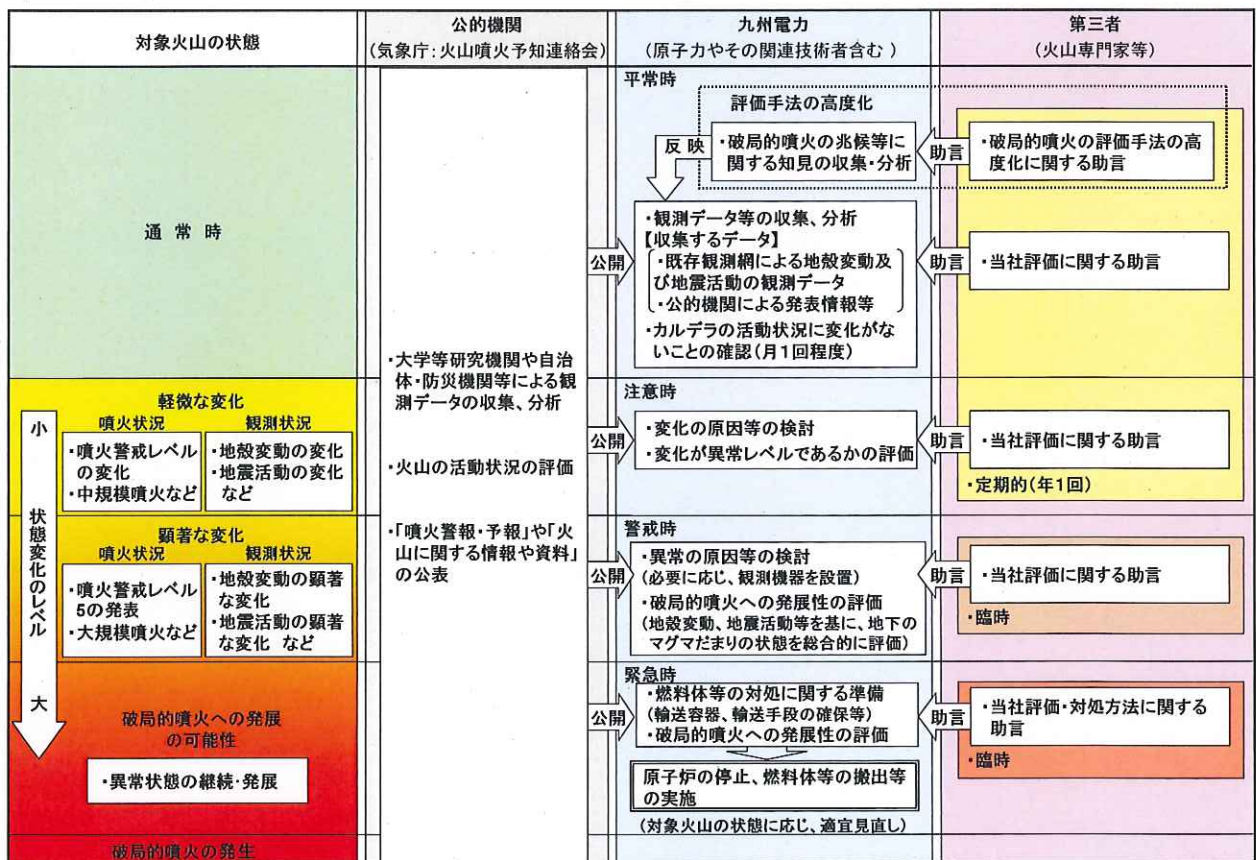 対象火山の状態
公的機関
(気象庁:火山噴火予知連絡会)
九州電力
(原子力やその関連技術者含む)
第三者
(火山専門家等)
通常時
軽微な変化
噴火状況
・噴火警戒レベル
の変化
・中規模噴火など
観測状況
・地殻変動の変化
・地震活動の変化
など
顕著な変化
噴火状況
・噴火警戒レベル
5の発表
・大規模噴火など
観測状況
・地殻変動の顕著
な変化
・地震活動の顕著
な変化 など
小
状態変化のレベル
大
破局的噴火への発展
の可能性
・異常状態の継続・発展
破局的噴火の発生
・大学等研究機関や自治
体・防災機関等による観
測データの収集、分析
・火山の活動状況の評価
・「噴火警報・予報」や「火
山に関する情報や資料」
の公表
平常時
評価手法の高度化
反映
・破局的噴火の兆候等に
関する知見の収集・分析
助言
・破局的噴火の評価手法の高
度化に関する助言
公開
・観測データ等の収集、分析
【収集するデータ】
・既存観測網による地殻変動及
び地震活動の観測データ
・公的機関による発表情報等
・カルデラの活動状況に変化がな
いことの確認(月1回程度)
助言
・当社評価に関する助言
注意時
公開
・変化の原因等の検討
・変化が異常レベルであるかの評価
助言
・当社評価に関する助言
・定期的(年1回)
警戒時
公開
・異常の原因等の検討
(必要に応じ、観測機器を設置)
・破局的噴火への発展性の評価
(地殻変動、地震活動等を基に、地下の
マグマだまりの状態を総合的に評価)
助言
・当社評価に関する助言
・臨時
緊急時
公開
・燃料体等の対処に関する準備
(輸送容器、輸送手段の確保等)
・破局的噴火への発展性の評価
助言
・当社評価・対処方法に関する
助言
・臨時
原子炉の停止、燃料体等の搬出等
の実施
(対象火山の状態に応じ、適宜見直し)